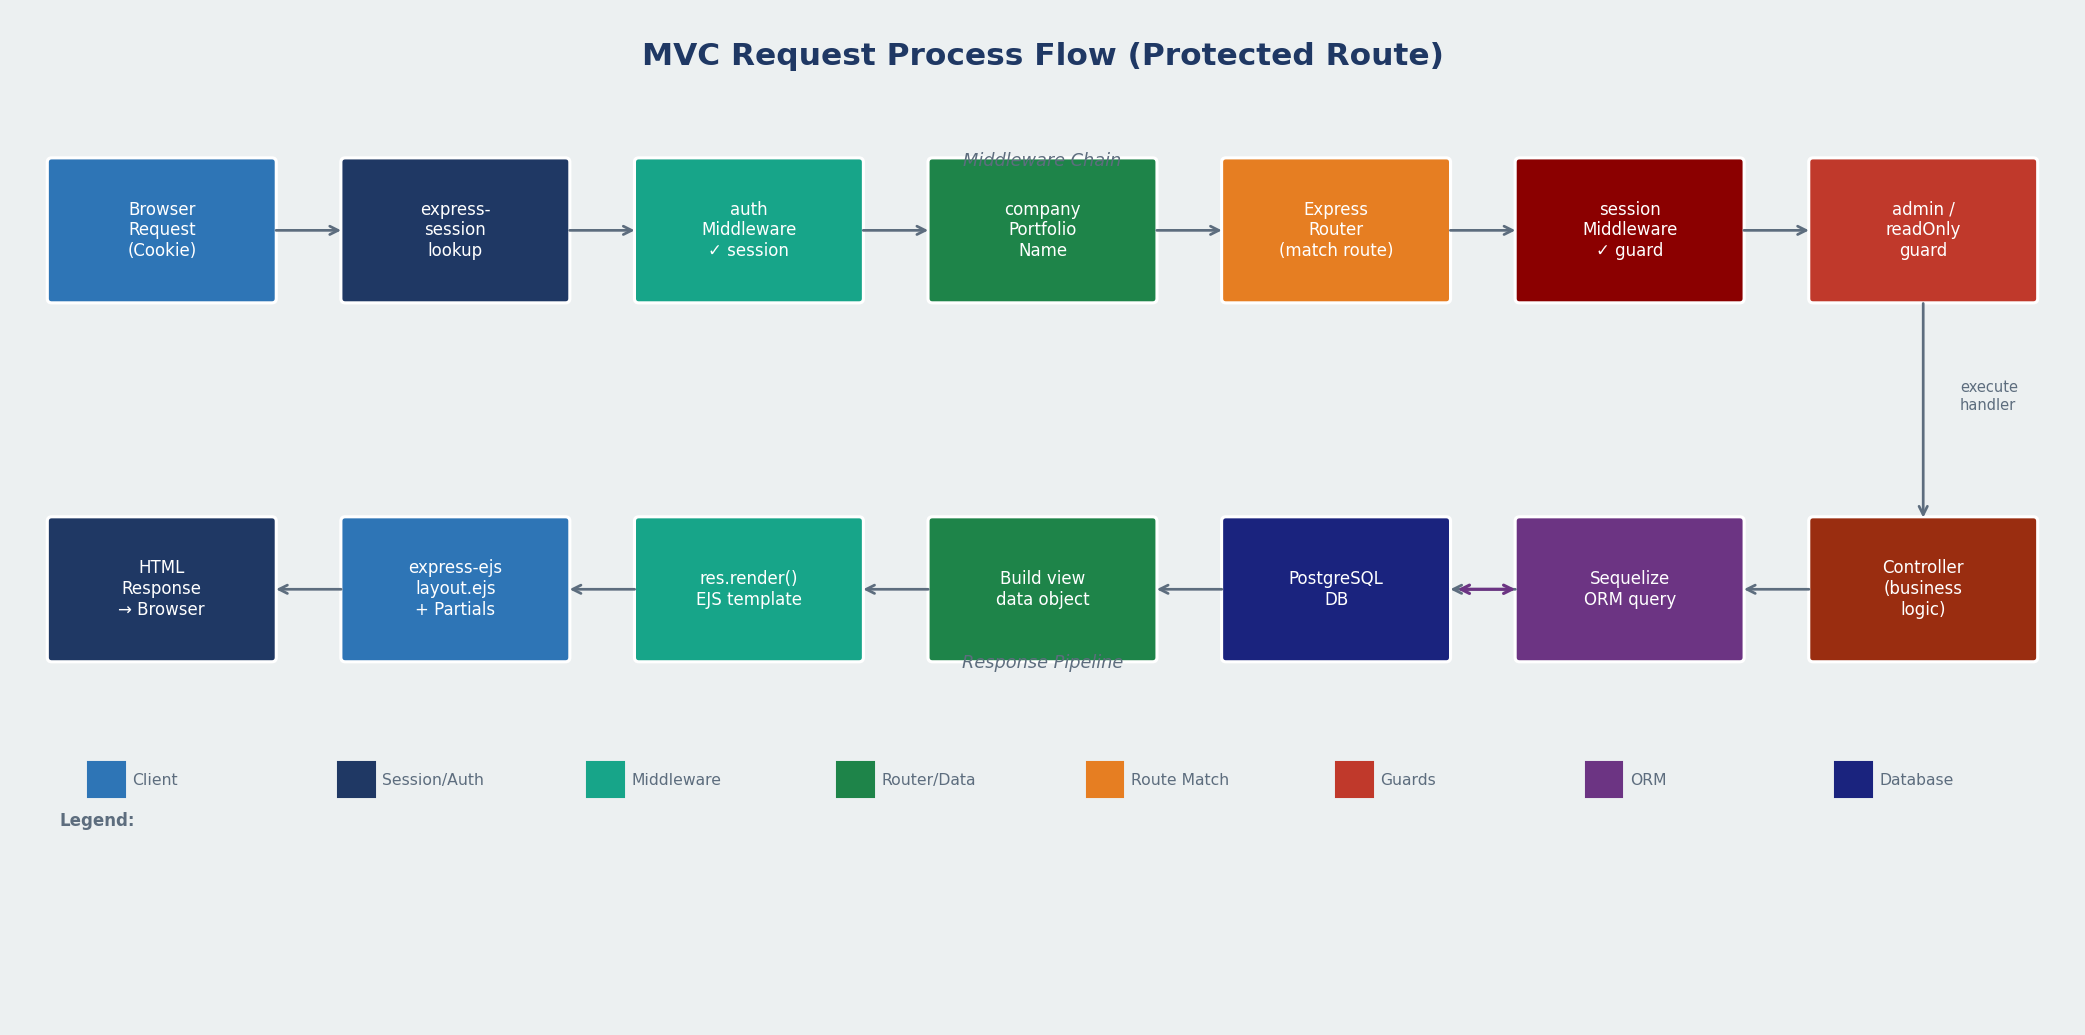 MVC Request Process Flow (Protected Route)
Middleware Chain
Browser
Request
(Cookie)
express-
session
lookup
auth
Middleware
✓ session
company
Portfolio
Name
Express
Router
(match route)
session
Middleware
✓ guard
admin /
readOnly
guard
execute
handler
HTML
Response
→ Browser
express-ejs
layout.ejs
+ Partials
res.render()
EJS template
Build view
data object
PostgreSQL
DB
Sequelize
ORM query
Controller
(business
logic)
Response Pipeline
Client
Session/Auth
Middleware
Router/Data
Route Match
Guards
ORM
Database
Legend: